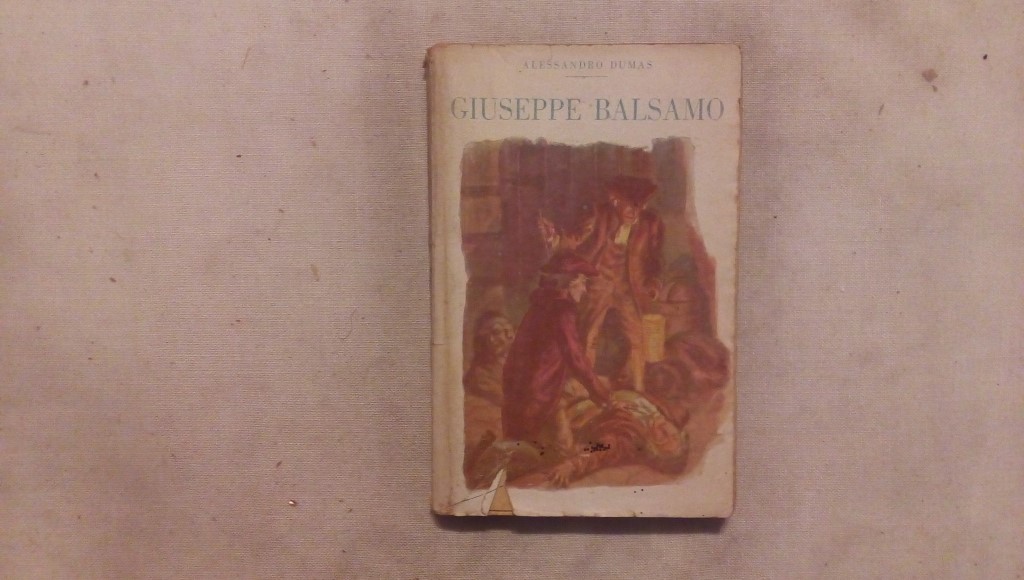 ALESSANDRO DUMAS
GIUSEPPE BALSAMO